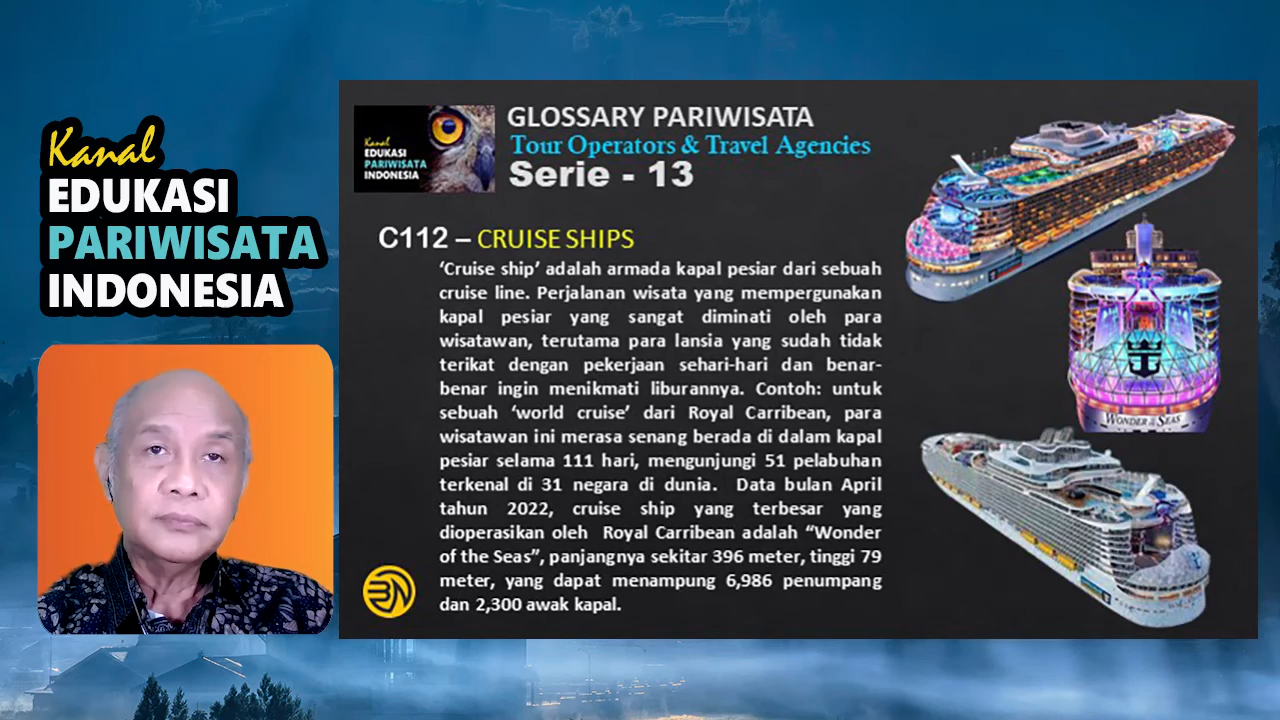 Kanal
EDUKASI
PARIWISATA
INDONESIA
Kanal
EDUKASI
PARIWISATA
INDONESIA
GLOSSARY PARIWISATA
Tour Operators & Travel Agencies
Serie - 13
C112 – CRUISE SHIPS
‘Cruise ship’ adalah armada kapal pesiar dari sebuah
cruise line. Perjalanan wisata yang mempergunakan
kapal pesiar yang sangat diminati oleh para
wisatawan, terutama para lansia yang sudah tidak
terikat dengan pekerjaan sehari-hari dan benar-
benar ingin menikmati liburannya. Contoh: untuk
sebuah ‘world cruise’ dari Royal Carribean, para
wisatawan ini merasa senang berada di dalam kapal
pesiar selama 111 hari, mengunjungi 51 pelabuhan
terkenal di 31 negara di dunia. Data bulan April
tahun 2022, cruise ship yang terbesar yang
dioperasikan oleh Royal Carribean adalah “Wonder
of the Seas”, panjangnya sekitar 396 meter, tinggi 79
meter, yang dapat menampung 6,986 penumpang
dan 2,300 awak kapal.
WONDER OF THE SEAS